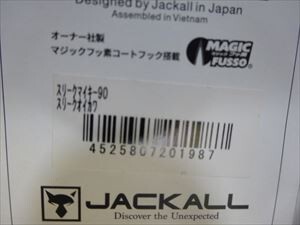 Designed by Jackall in Japan
Assembled in Vietnam
オーナー社製
マジックフッ素コートフック搭載
MAGIC
FUSSO®
スリークマイキー90
スリークオイカワ
4525807201987
JACKALL
Discover the Unexpected